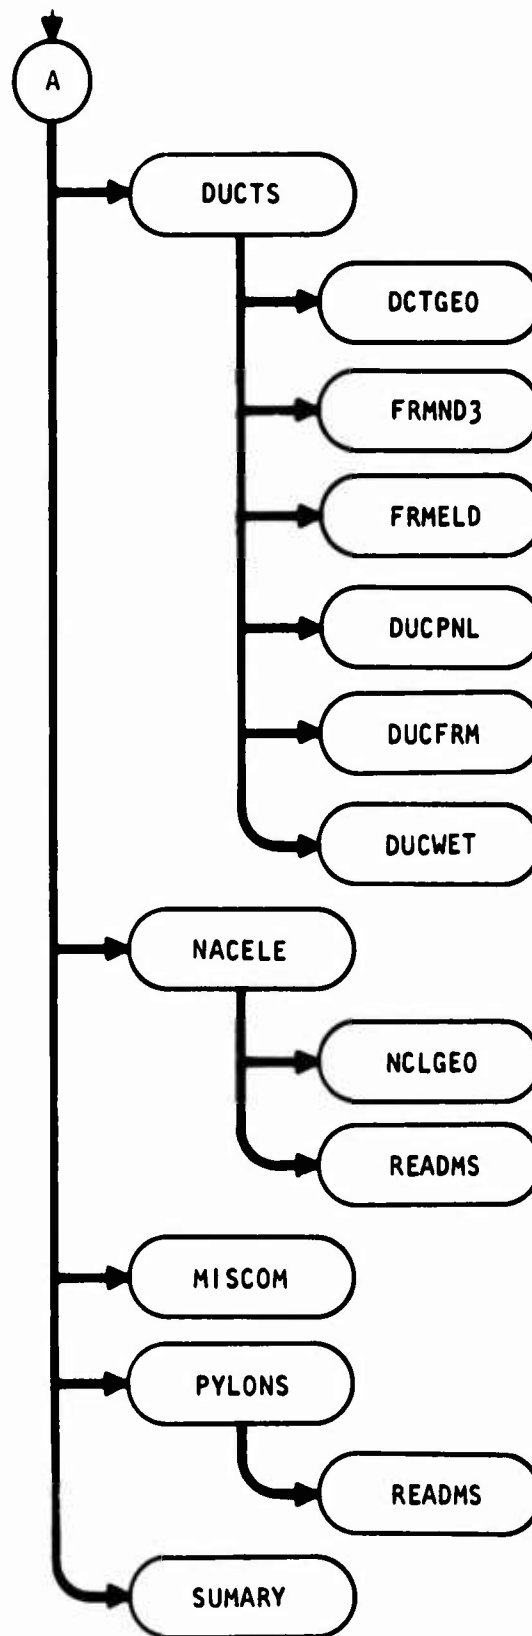 A
DUCTS
DCTGEO
FRMND3
FRMELD
DUCPNL
DUCFRM
DUCWET
NACELE
NCLGEO
READMS
MISCOM
PYLONS
READMS
SUMARY